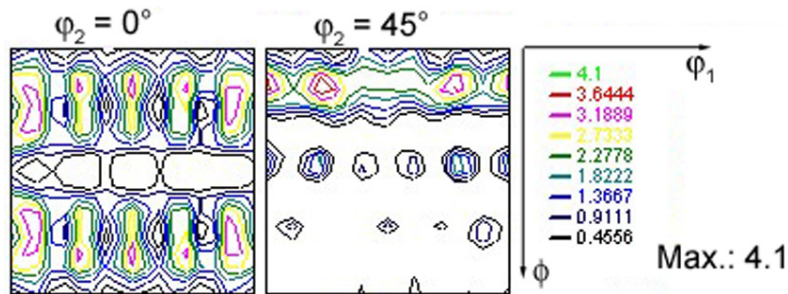 φ₂ = 0°
φ₂ = 45°
φ₁
4.1
3.6444
3.1889
2.7333
2.2778
1.8222
1.3667
0.9111
0.4556
ϕ
Max.: 4.1